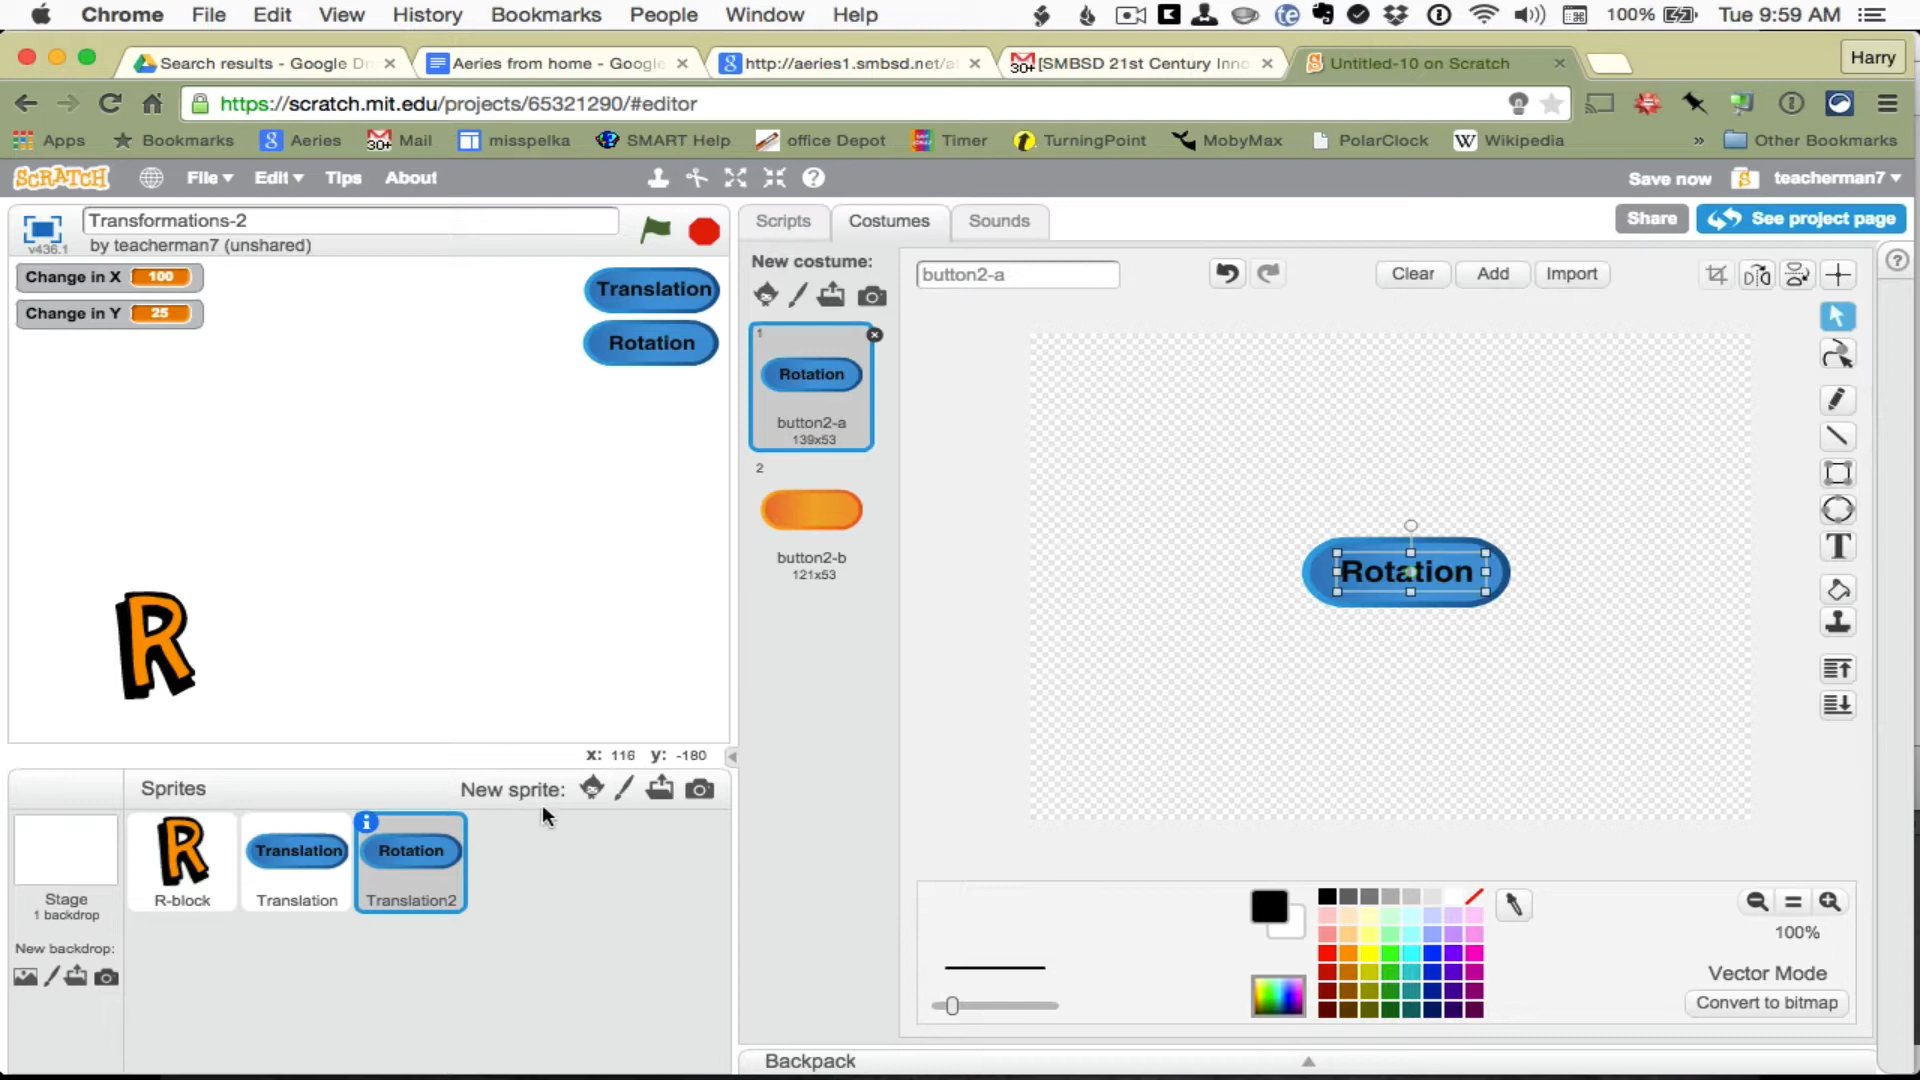 Chrome File Edit View History Bookmarks People Window Help 100% Tue 9:59 AM
Search results - Google Dr Aeries from home - Google http://aeries1.smbsd.net/a 30+ [SMBSD 21st Century Inno Untitled-10 on Scratch Harry
https://scratch.mit.edu/projects/65321290/#editor
Apps Bookmarks Aeries 30+ Mail misspelka SMART Help office Depot Timer TurningPoint MobyMax PolarClock W Wikipedia » Other Bookmarks
SCRATCH File Edit Tips About Save now teacherman7
Transformations-2
v436.1 by teacherman7 (unshared)
Scripts Costumes Sounds Share See project page
Change in X 100
Change in Y 25
Translation
Rotation
New costume:
button2-a Clear Add Import
1
Rotation
button2-a
139x53
2
button2-b
121x53
Rotation
T
R
x: 116 y: -180
Sprites New sprite:
R Translation Rotation
Stage
1 backdrop
R-block Translation Translation2
New backdrop:
100%
Vector Mode
Convert to bitmap
Backpack